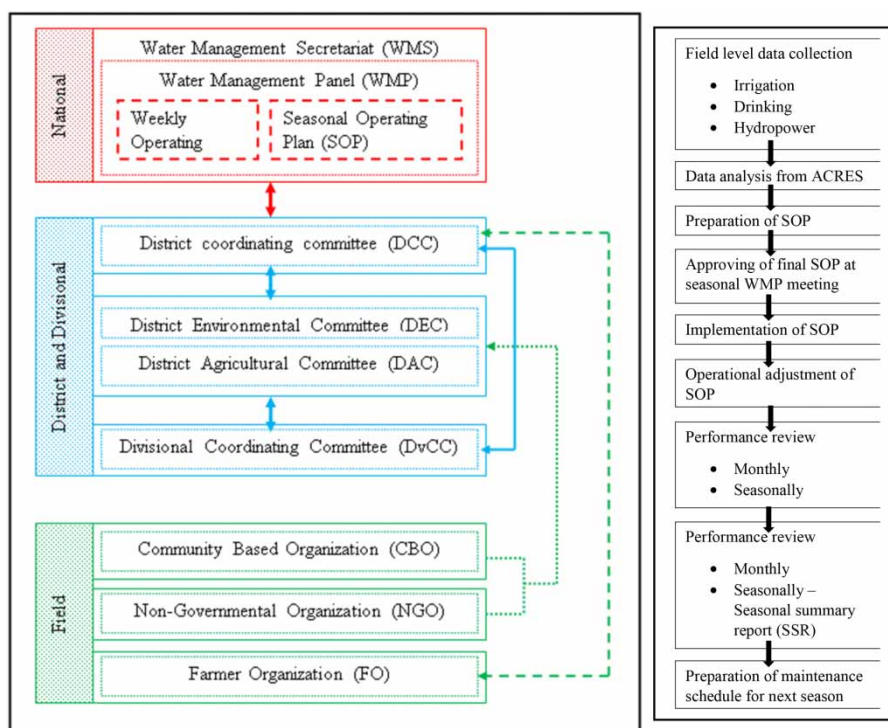 National
Water Management Secretariat (WMS)
Water Management Panel (WMP)
Weekly
Operating
Seasonal Operating
Plan (SOP)
District and Divisional
District coordinating committee (DCC)
District Environmental Committee (DEC)
District Agricultural Committee (DAC)
Divisional Coordinating Committee (DvCC)
Field
Community Based Organization (CBO)
Non-Governmental Organization (NGO)
Farmer Organization (FO)
Field level data collection
• Irrigation
• Drinking
• Hydropower
Data analysis from ACRES
Preparation of SOP
Approving of final SOP at
seasonal WMP meeting
Implementation of SOP
Operational adjustment of
SOP
Performance review
• Monthly
• Seasonally
Performance review
• Monthly
• Seasonally –
Seasonal summary
report (SSR)
Preparation of maintenance
schedule for next season